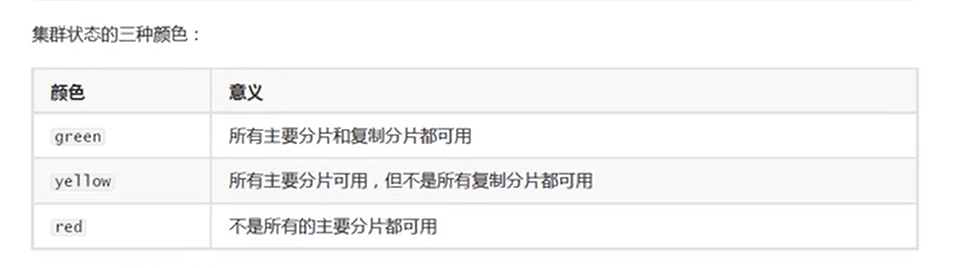 集群状态的三种颜色：
颜色 意义
green 所有主要分片和复制分片都可用
yellow 所有主要分片可用，但不是所有复制分片都可用
red 不是所有的主要分片都可用